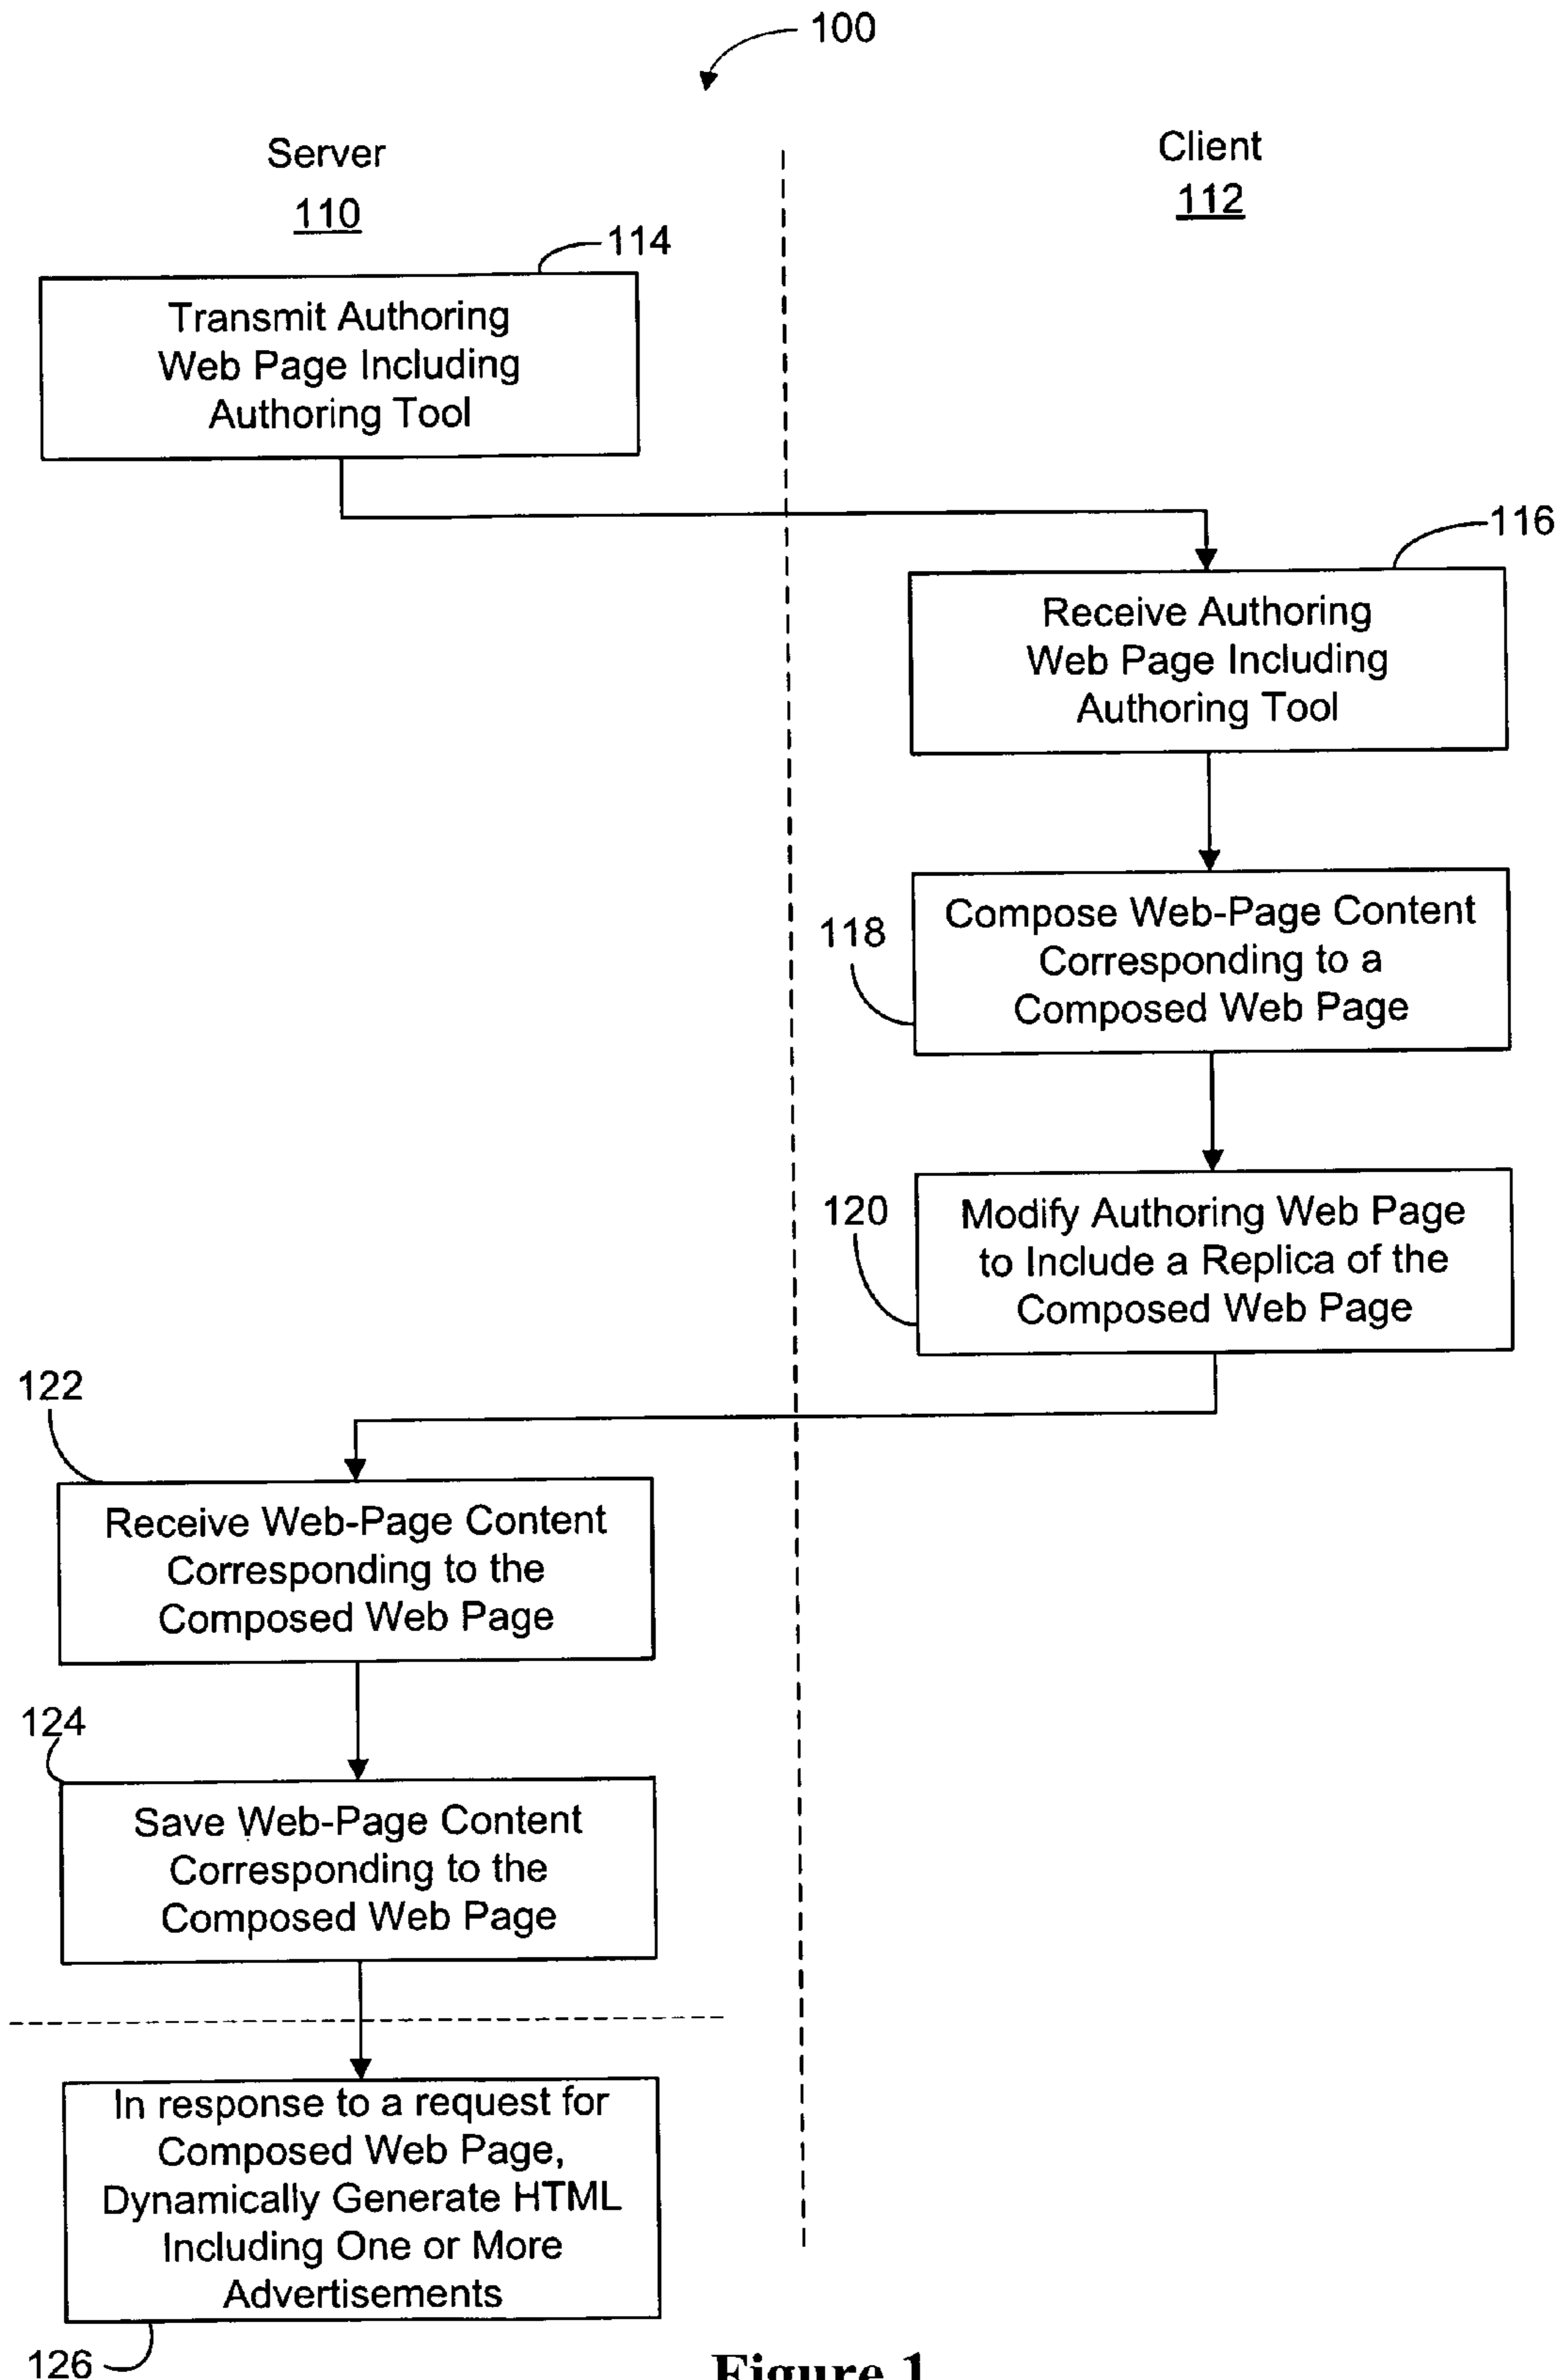 100
Server
110
Client
112
114
Transmit Authoring
Web Page Including
Authoring Tool
116
Receive Authoring
Web Page Including
Authoring Tool
118
Compose Web-Page Content
Corresponding to a
Composed Web Page
120
Modify Authoring Web Page
to Include a Replica of the
Composed Web Page
122
Receive Web-Page Content
Corresponding to the
Composed Web Page
124
Save Web-Page Content
Corresponding to the
Composed Web Page
In response to a request for
Composed Web Page,
Dynamically Generate HTML
Including One or More
Advertisements
126
Figure 1